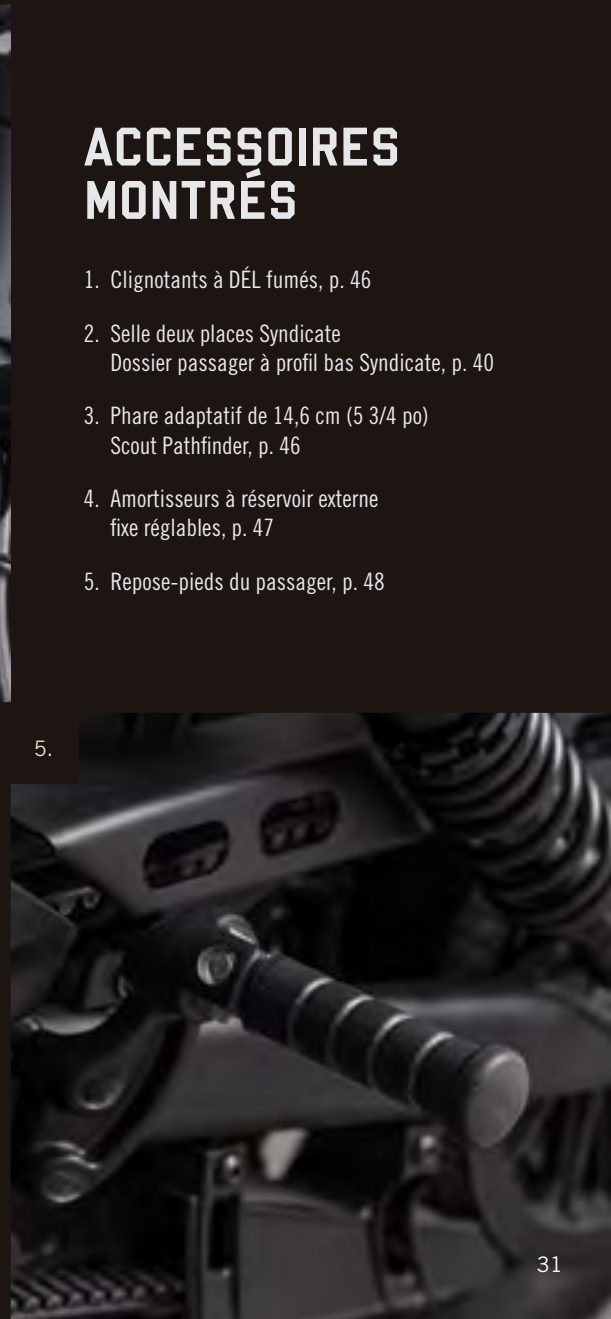 ACCESSOIRES
MONTRÉS
1. Clignotants à DÉL fumés, p. 46
2. Selle deux places Syndicate
Dossier passager à profil bas Syndicate, p. 40
3. Phare adaptatif de 14,6 cm (5 3/4 po)
Scout Pathfinder, p. 46
4. Amortisseurs à réservoir externe
fixe réglables, p. 47
5. Repose-pieds du passager, p. 48
5.
31